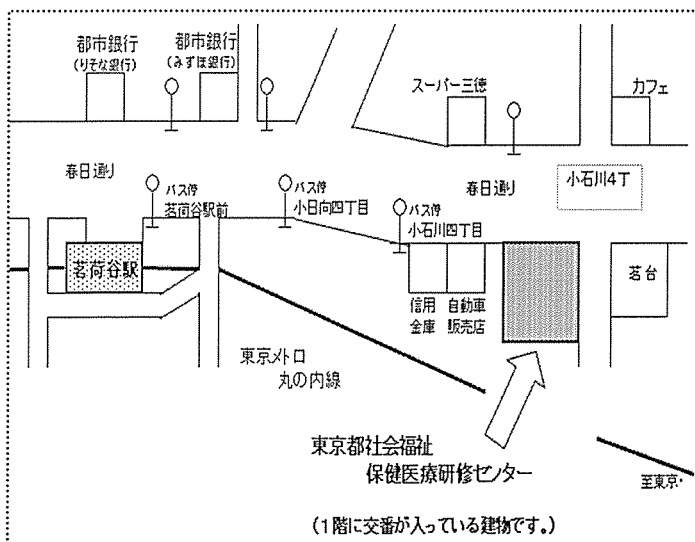 都市銀行
(りそな銀行)
都市銀行
(みずほ銀行)
スーパー三徳
カフェ
春日通り
バス停
茗荷谷駅前
バス停
小日向四丁目
バス停
小石川四丁目
春日通り
小石川4丁
茗荷谷駅
信用
金庫
自動車
販売店
茗台
東京メトロ
丸の内線
東京都社会福祉
保健医療研修センター
至東京・
(1階に交番が入っている建物です。)